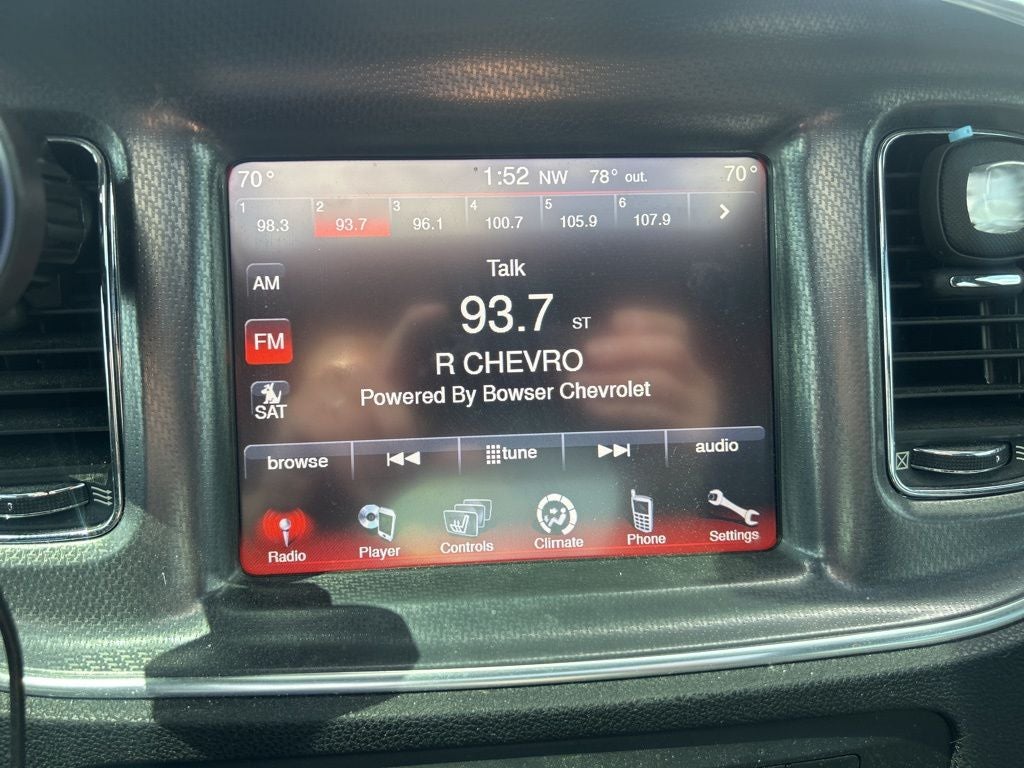 70° 1:52 NW 78° out. 70°
1 98.3 2 93.7 3 96.1 4 100.7 5 105.9 6 107.9
Talk
AM
93.7 ST
FM
R CHEVRO
Powered By Bowser Chevrolet
SAT
browse tune audio
Radio Player Controls Climate Phone Settings